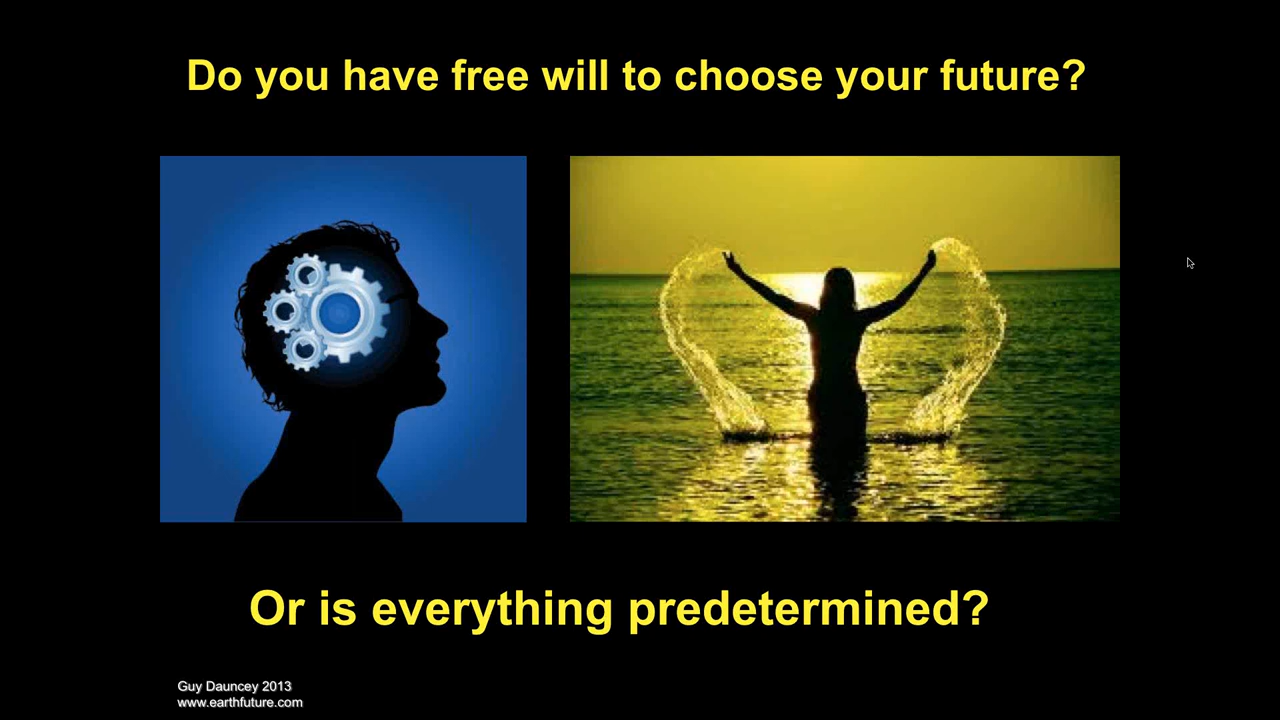 Do you have free will to choose your future?
Or is everything predetermined?
Guy Dauncey 2013
www.earthfuture.com